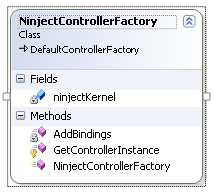 NinjectControllerFactory
Class
DefaultControllerFactory
Fields
ninjectKernel
Methods
AddBindings
GetControllerInstance
NinjectControllerFactory